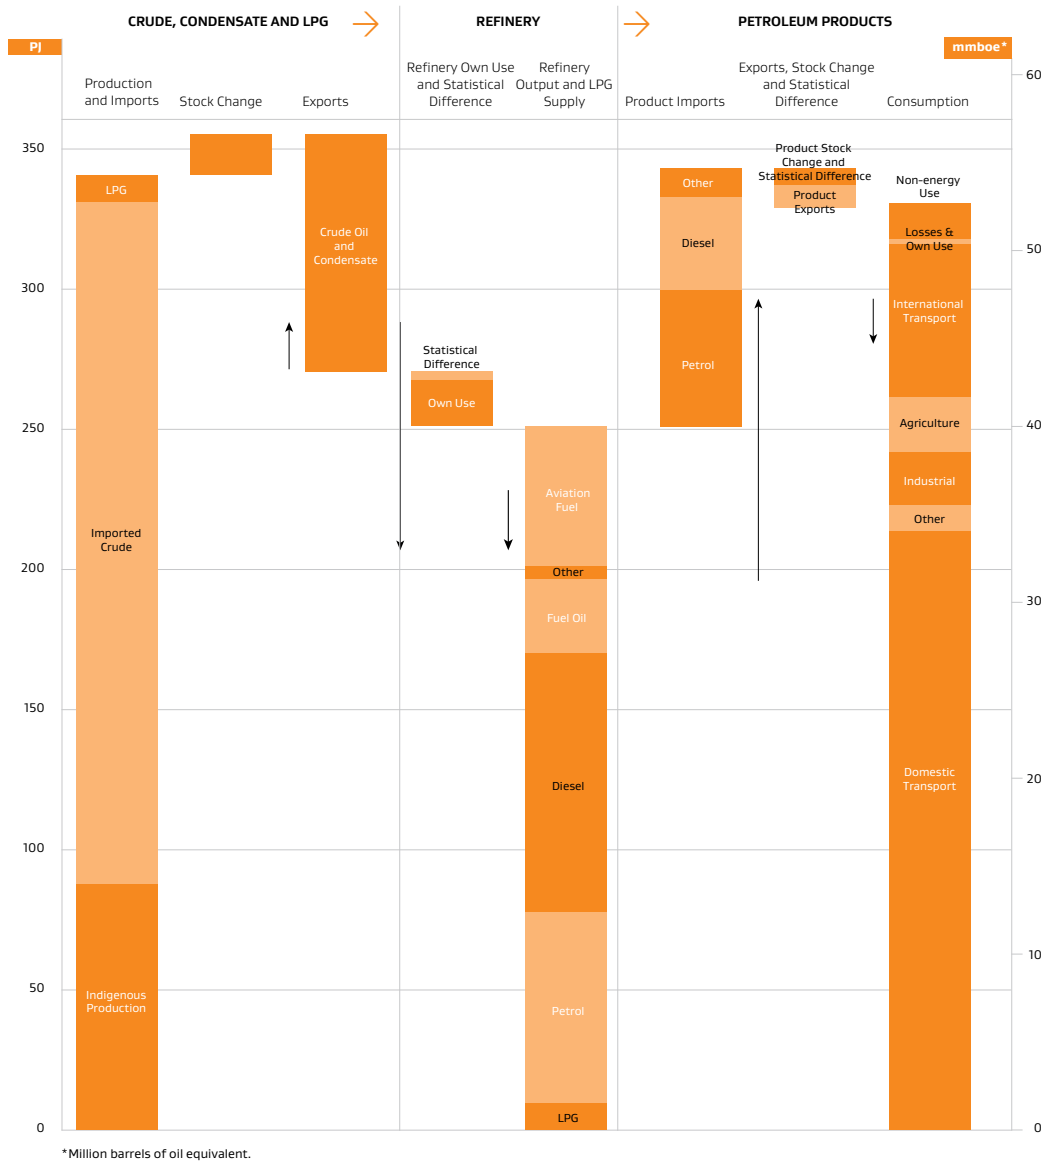 CRUDE, CONDENSATE AND LPG
REFINERY
PETROLEUM PRODUCTS
PJ
mmboe*
Production
and Imports
Stock Change
Exports
Refinery Own Use
and Statistical
Difference
Refinery
Output and LPG
Supply
Product Imports
Exports, Stock Change
and Statistical
Difference
Consumption
350
300
250
200
150
100
50
0
60
50
40
30
20
10
0
LPG
Imported
Crude
Indigenous
Production
Crude Oil
and
Condensate
Statistical
Difference
Own Use
Aviation
Fuel
Other
Fuel Oil
Diesel
Petrol
LPG
Other
Diesel
Petrol
Product Stock
Change and
Statistical Difference
Product
Exports
Non-energy
Use
Losses &
Own Use
International
Transport
Agriculture
Industrial
Other
Domestic
Transport
*Million barrels of oil equivalent.